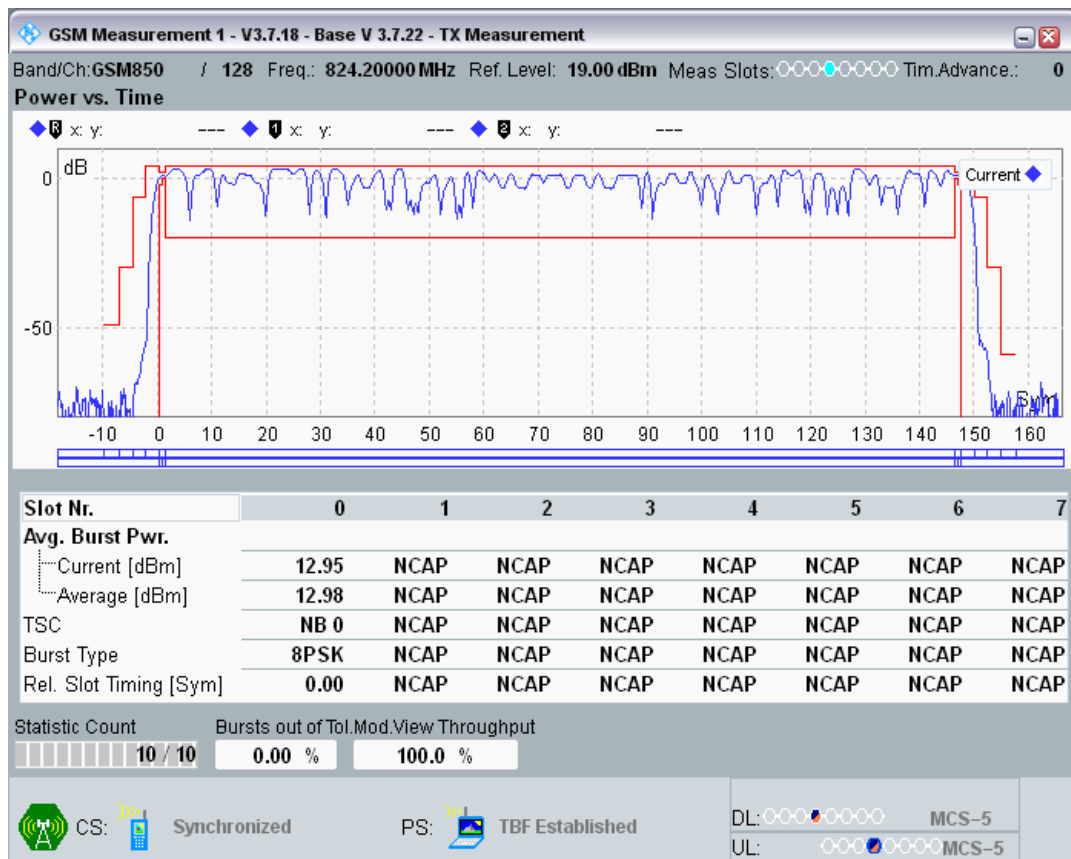 GSM Measurement 1 - V3.7.18 - Base V 3.7.22 - TX Measurement
Band/Ch:GSM850 / 128 Freq.: 824.20000 MHz Ref. Level: 19.00 dBm Meas Slots: Tim.Advance.: 0
Power vs. Time
R x: y: --- 1 x: y: --- 2 x: y: ---
dB
Current
0
-50
Sym
-10 0 10 20 30 40 50 60 70 80 90 100 110 120 130 140 150 160
Slot Nr. 0 1 2 3 4 5 6 7
Avg. Burst Pwr.
Current [dBm] 12.95 NCAP NCAP NCAP NCAP NCAP NCAP NCAP
Average [dBm] 12.98 NCAP NCAP NCAP NCAP NCAP NCAP NCAP
TSC NB 0 NCAP NCAP NCAP NCAP NCAP NCAP NCAP
Burst Type 8PSK NCAP NCAP NCAP NCAP NCAP NCAP NCAP
Rel. Slot Timing [Sym] 0.00 NCAP NCAP NCAP NCAP NCAP NCAP NCAP
Statistic Count Bursts out of Tol.Mod.View Throughput
10 / 10 0.00 % 100.0 %
CS: Synchronized PS: TBF Established DL: MCS-5
UL: MCS-5